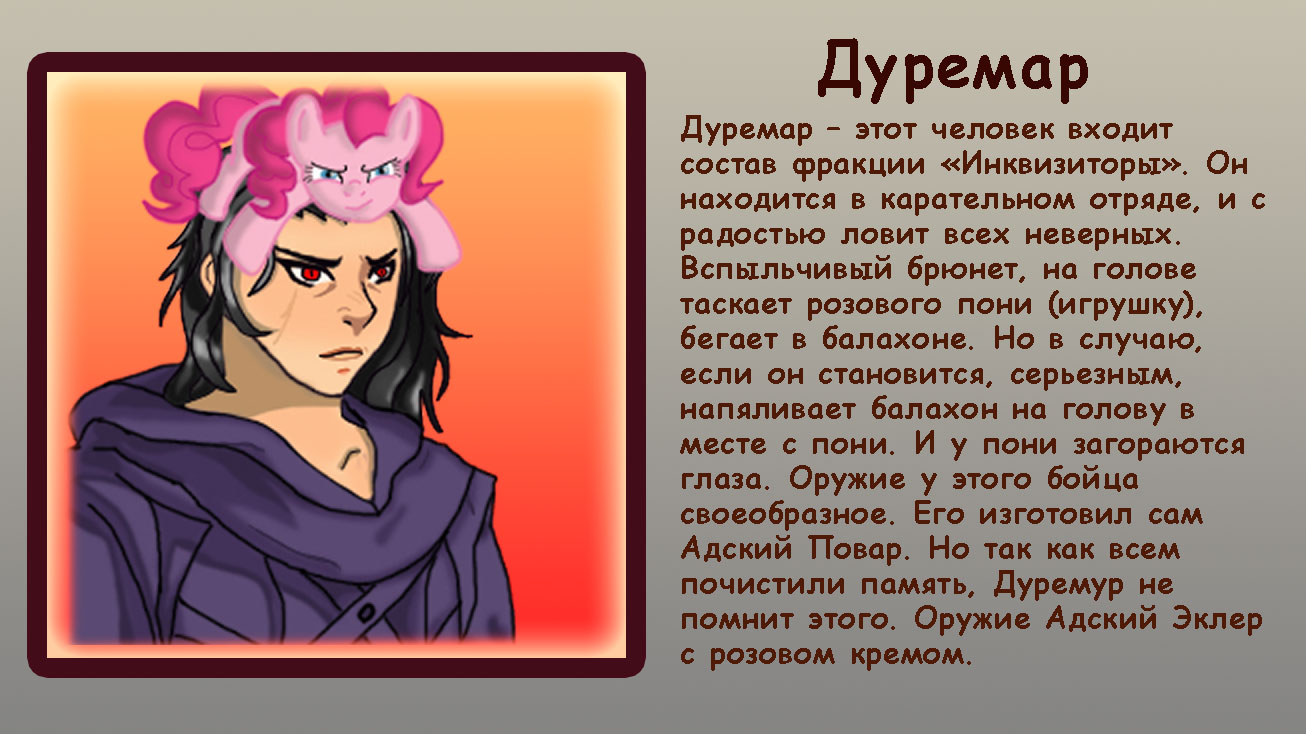 Дуремар
Дуремар – этот человек входит
состав фракции «Инквизиторы». Он
находится в карательном отряде, и с
радостью ловит всех неверных.
Вспыльчивый брюнет, на голове
таскает розового пони (игрушку),
бегает в балахоне. Но в случаю,
если он становится, серьезным,
напяливает балахон на голову в
месте с пони. И у пони загораются
глаза. Оружие у этого бойца
своеобразное. Его изготовил сам
Адский Повар. Но так как всем
почистили память, Дуремур не
помнит этого. Оружие Адский Эклер
с розовом кремом.